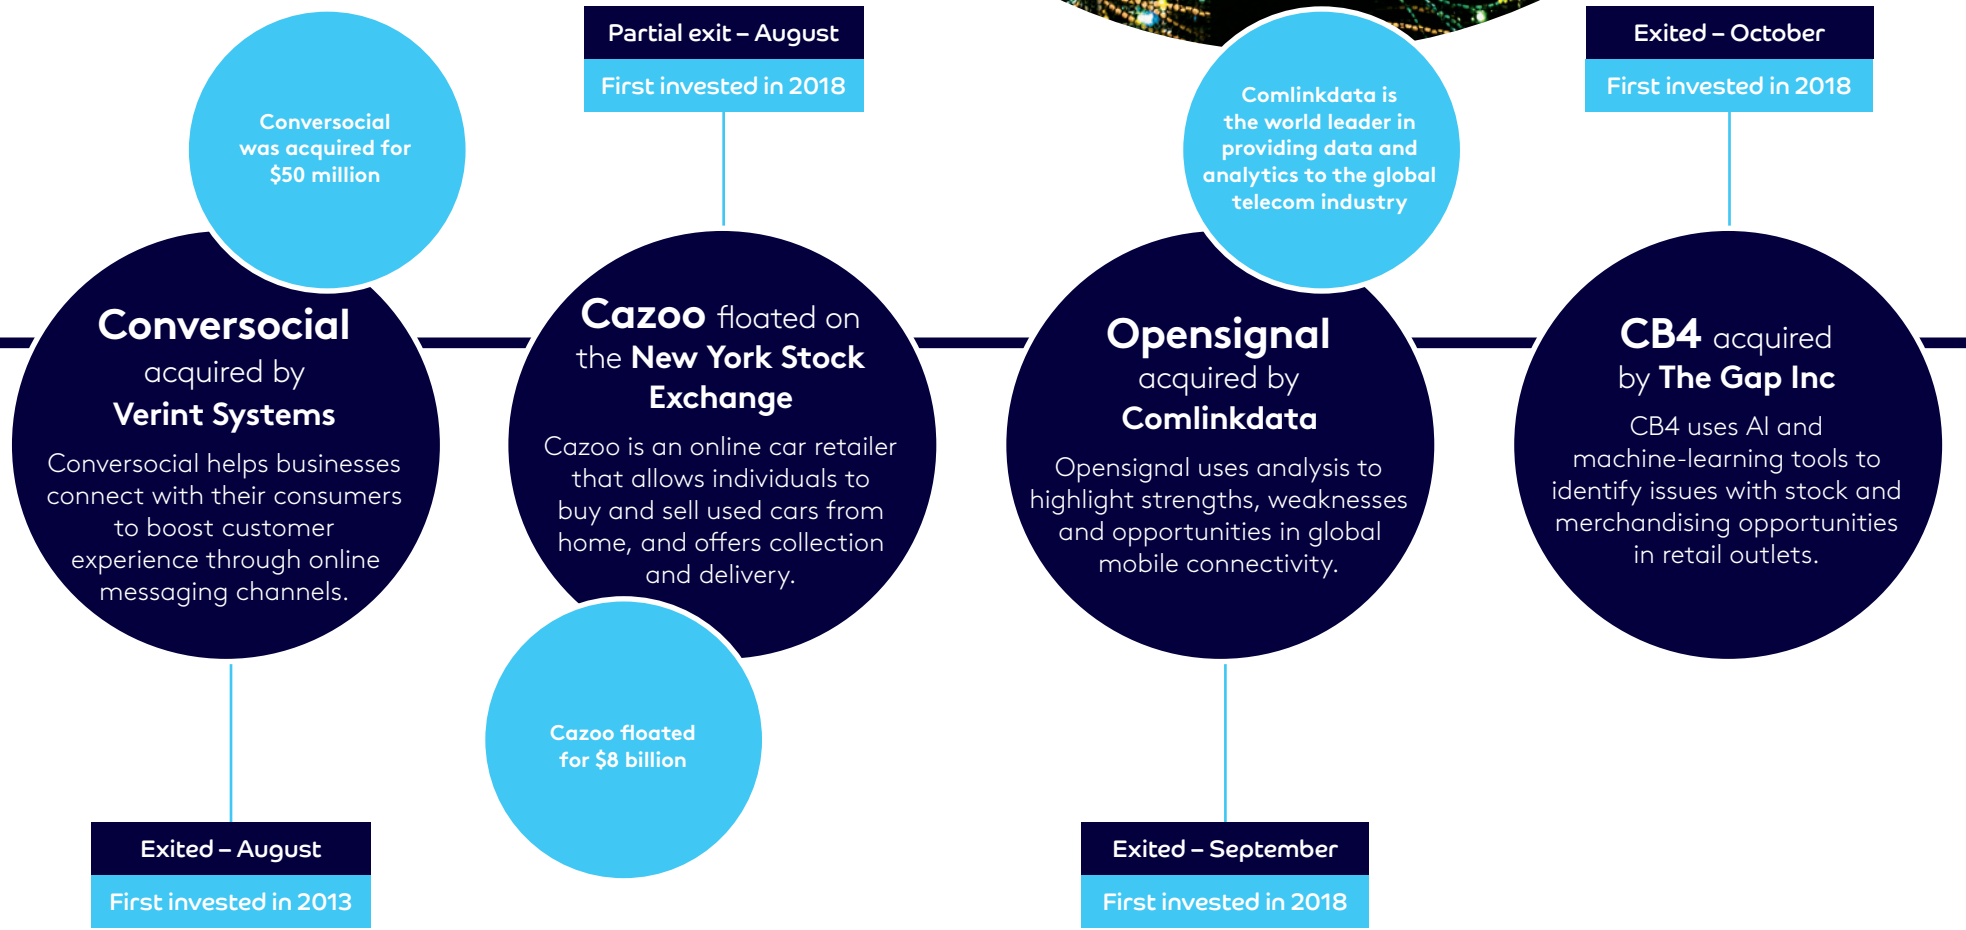 Conversocial
was acquired for
$50 million
Conversocial
acquired by
Verint Systems
Conversocial helps businesses
connect with their consumers
to boost customer
experience through online
messaging channels.
Exited – August
First invested in 2013
Partial exit – August
First invested in 2018
Cazoo floated on
the New York Stock
Exchange
Cazoo is an online car retailer
that allows individuals to
buy and sell used cars from
home, and offers collection
and delivery.
Cazoo floated
for $8 billion
Comlinkdata is
the world leader in
providing data and
analytics to the global
telecom industry
Opensignal
acquired by
Comlinkdata
Opensignal uses analysis to
highlight strengths, weaknesses
and opportunities in global
mobile connectivity.
Exited – September
First invested in 2018
Exited – October
First invested in 2018
CB4 acquired
by The Gap Inc
CB4 uses AI and
machine-learning tools to
identify issues with stock and
merchandising opportunities
in retail outlets.